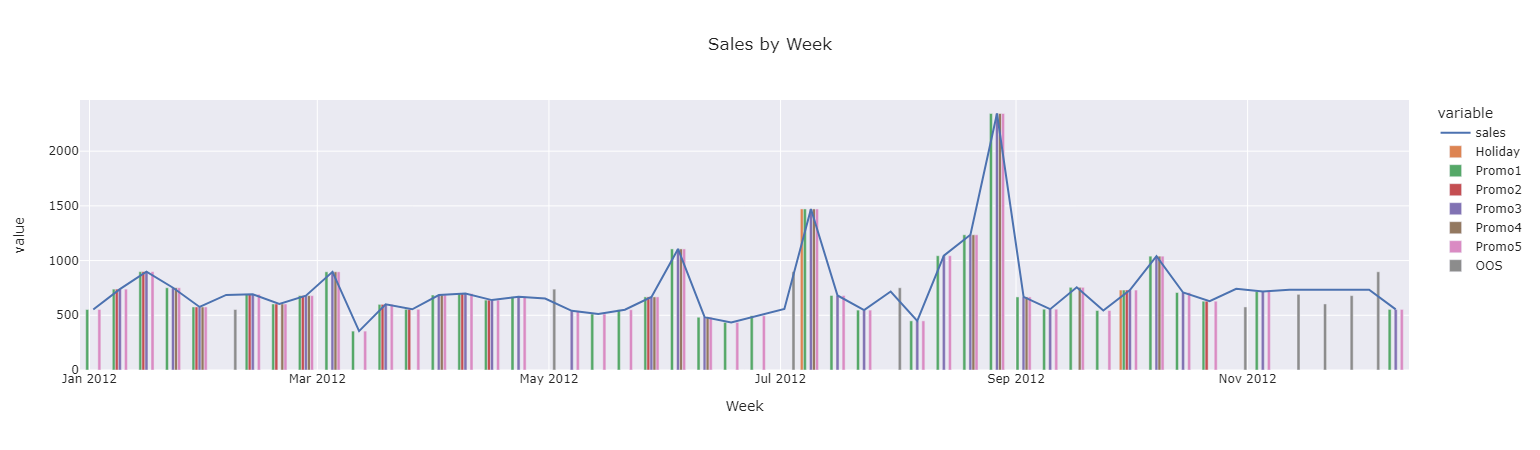 Sales by Week
variable
sales
Holiday
Promo1
Promo2
Promo3
Promo4
Promo5
OOS
value
2000
1500
1000
500
0
Jan 2012 Mar 2012 May 2012 Jul 2012 Sep 2012 Nov 2012
Week